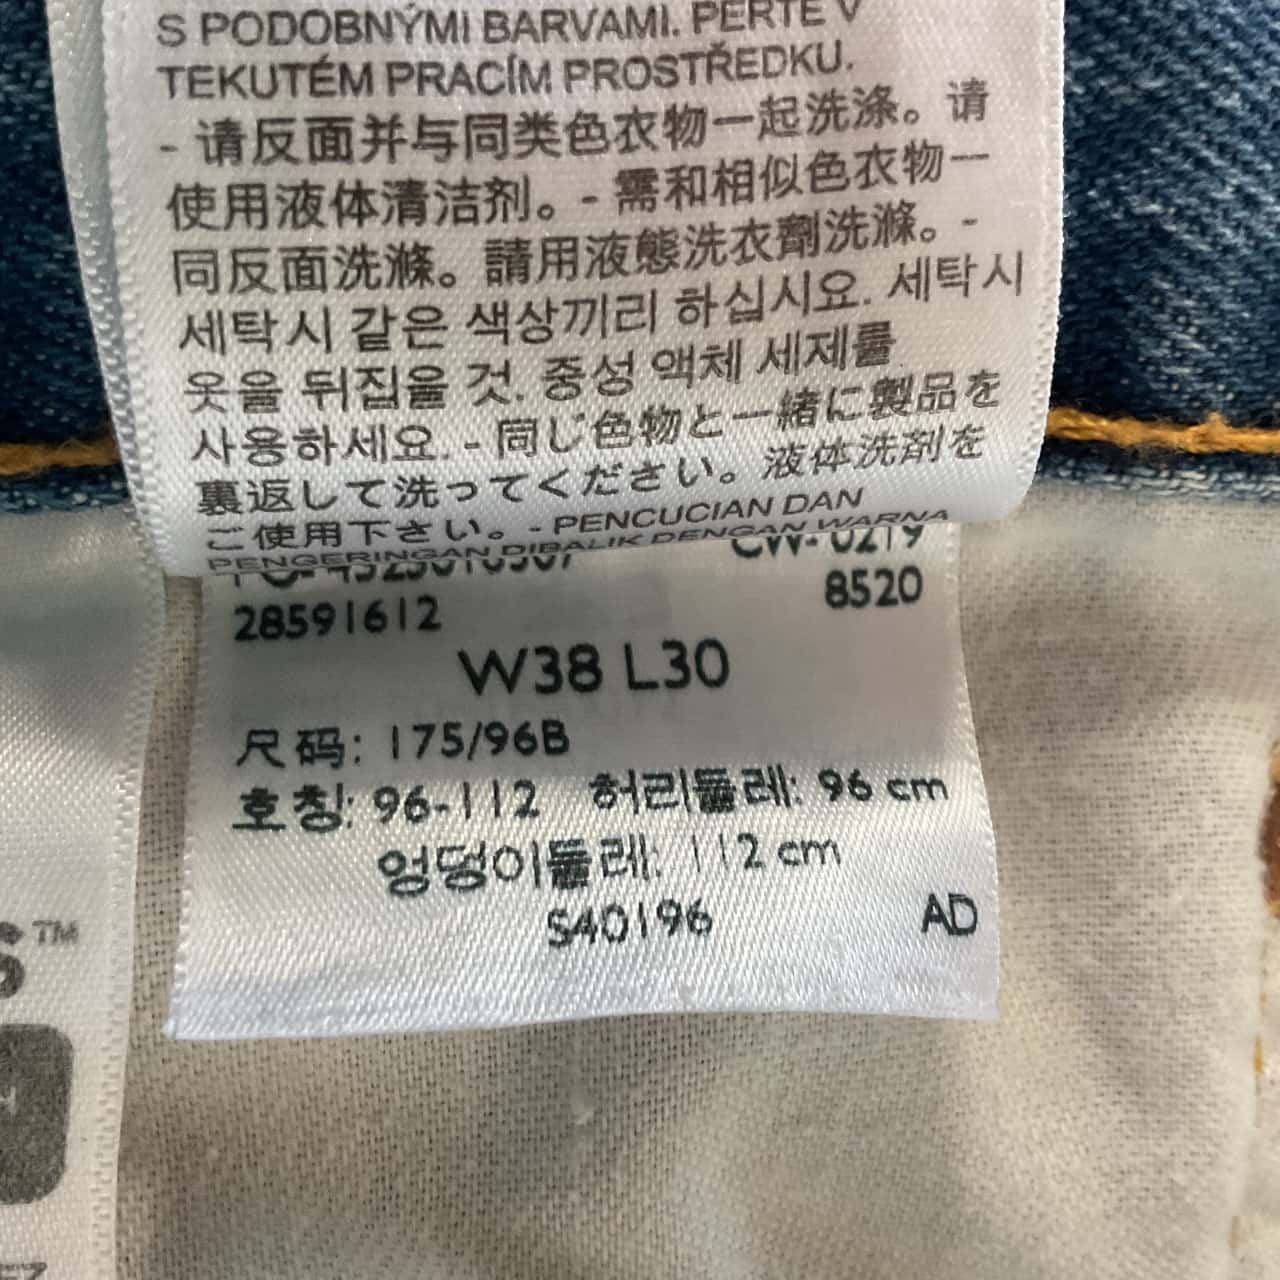 S PODOBNÝMI BARVAMI. PERTE V
TEKUTÉM PRACÍM PROSTŘEDKU.
- 请反面并与同类色衣物一起洗涤。请
使用液体清洁剂。- 需和相似色衣物一
同反面洗滌。請用液態洗衣劑洗滌。-
세탁시 같은 색상끼리 하십시요. 세탁시
옷을 뒤집을 것. 중성 액체 세제를
사용하세요. - 同じ色物と一緒に製品を
裏返して洗ってください。液体洗剤を
ご使用下さい。- PENCUCIAN DAN
PENGERINGAN DIBALIK DENGAN WARNA
CW- 0219
28591612 8520
W38 L30
尺码: 175/96B
호칭: 96-112 허리둘레: 96 cm
엉덩이둘레: 112 cm
S40196 AD
S™